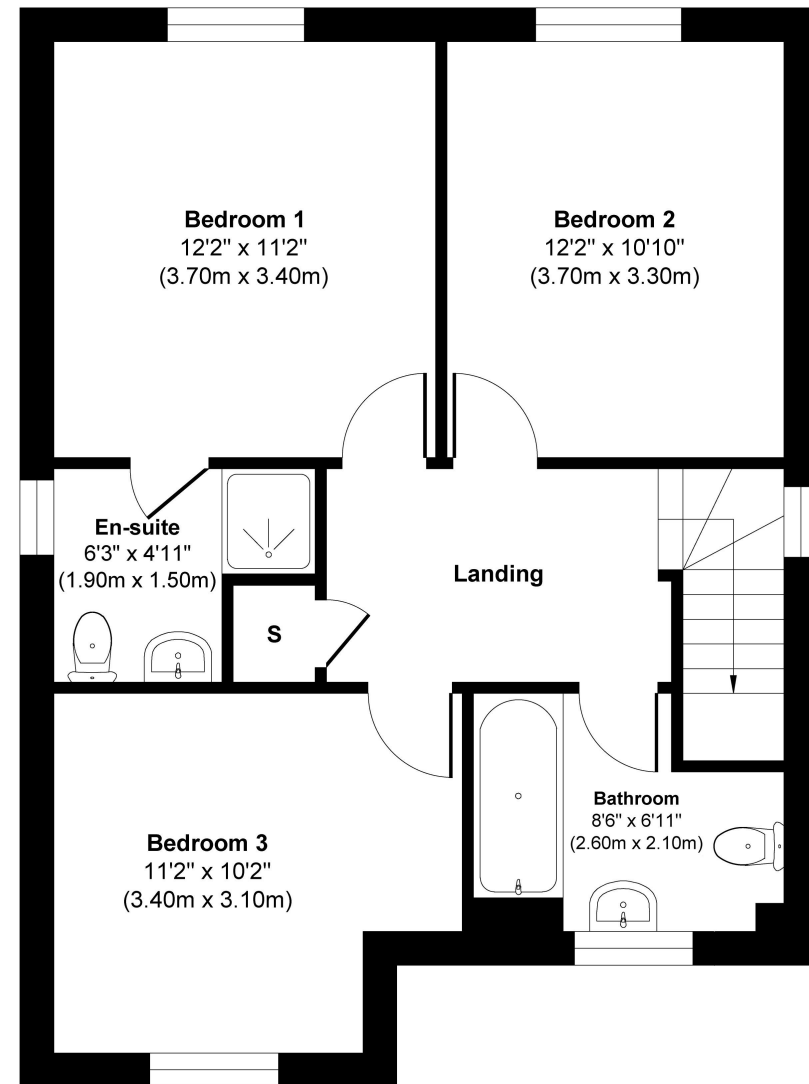 Bedroom 1
12'2" x 11'2"
(3.70m x 3.40m)
Bedroom 2
12'2" x 10'10"
(3.70m x 3.30m)
En-suite
6'3" x 4'11"
(1.90m x 1.50m)
Landing
S
Bedroom 3
11'2" x 10'2"
(3.40m x 3.10m)
Bathroom
8'6" x 6'11"
(2.60m x 2.10m)